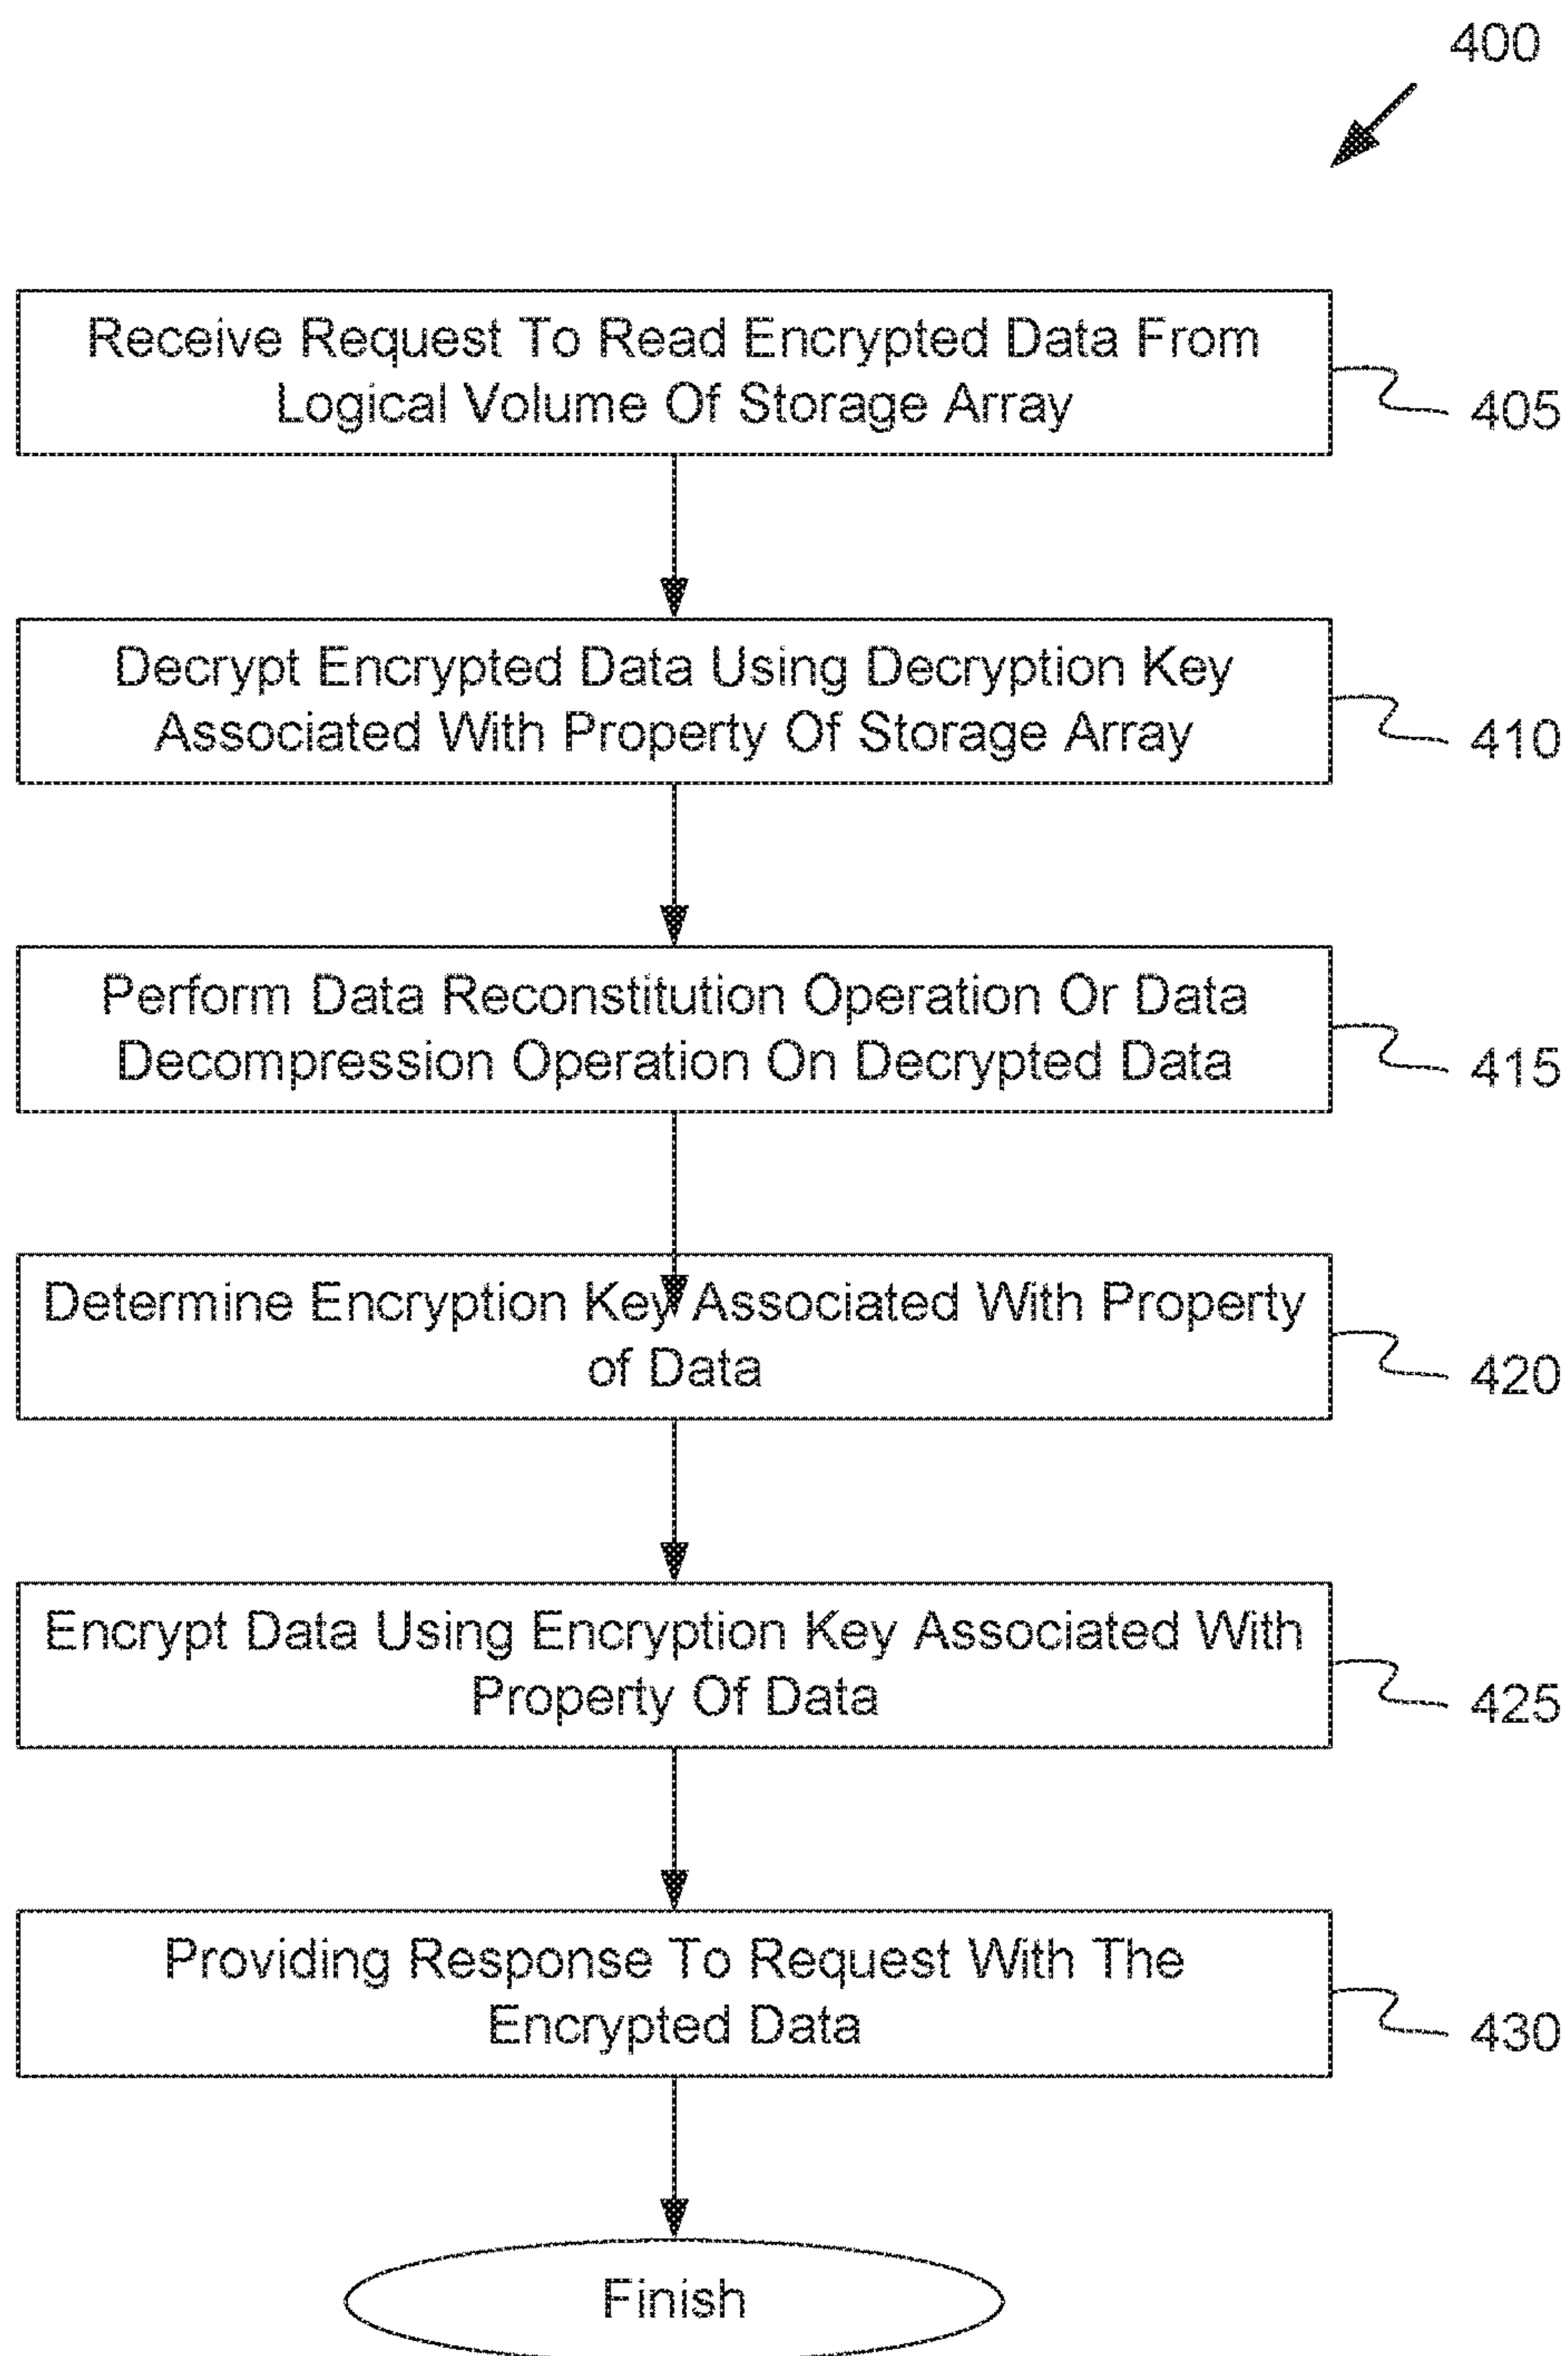 400
Receive Request To Read Encrypted Data From
Logical Volume Of Storage Array
405
Decrypt Encrypted Data Using Decryption Key
Associated With Property Of Storage Array
410
Perform Data Reconstitution Operation Or Data
Decompression Operation On Decrypted Data
415
Determine Encryption Key Associated With Property
of Data
420
Encrypt Data Using Encryption Key Associated With
Property Of Data
425
Providing Response To Request With The
Encrypted Data
430
Finish